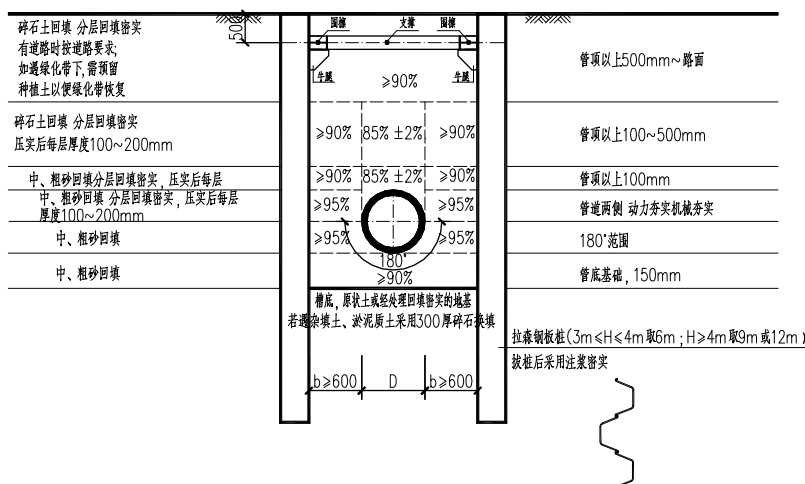 碎石土回填 分层回填密实
有道路时按道路要求;
如遇绿化带下,需预留
种植土以便绿化带恢复
500
围檩 支撑 围檩
牛腿 牛腿
≥90%
管顶以上500mm~路面
碎石土回填 分层回填密实
压实后每层厚度100~200mm
≥90% 85% ±2% ≥90%
管顶以上100~500mm
中、粗砂回填分层回填密实, 压实后每层
≥90% 85% ±2% ≥90%
管顶以上100mm
中、粗砂回填 分层回填密实, 压实后每层
厚度100~200mm
≥95% ≥95%
管道两侧 动力夯实机械夯实
中、粗砂回填
≥95% ≥95%
180°范围
180°
中、粗砂回填
≥90%
管底基础, 150mm
槽底, 原状土或经处理回填密实的地基
若遇杂填土、淤泥质土采用300厚碎石换填
拉森钢板桩(3m≤H≤4m取6m ; H≥4m取9m或12m )
拔桩后采用注浆密实
b≥600 D b≥600